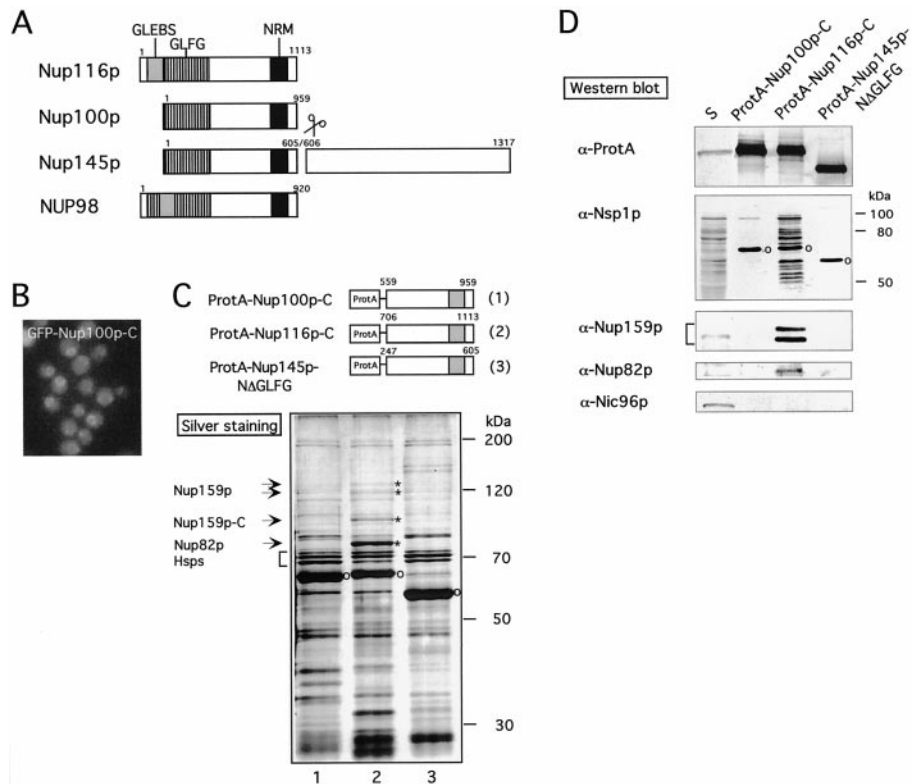 A
GLEBS
GLFG
NRM
1
1113
Nup116p
1
959
Nup100p
1
605/606
1317
Nup145p
1
920
NUP98
B
GFP-Nup100p-C
C
559
959
ProtA-Nup100p-C
ProtA
(1)
706
1113
ProtA-Nup116p-C
ProtA
(2)
247
605
ProtA-Nup145p-
NΔGLFG
ProtA
(3)
Silver staining
kDa
200
Nup159p
*
*
120
Nup159p-C
*
Nup82p
*
Hsps
70
o
o
o
50
30
1 2 3
D
Western blot
S
ProtA-Nup100p-C
ProtA-Nup116p-C
ProtA-Nup145p-
NΔGLFG
α-ProtA
kDa
α-Nsp1p
100
80
o
o
o
50
α-Nup159p
α-Nup82p
α-Nic96p